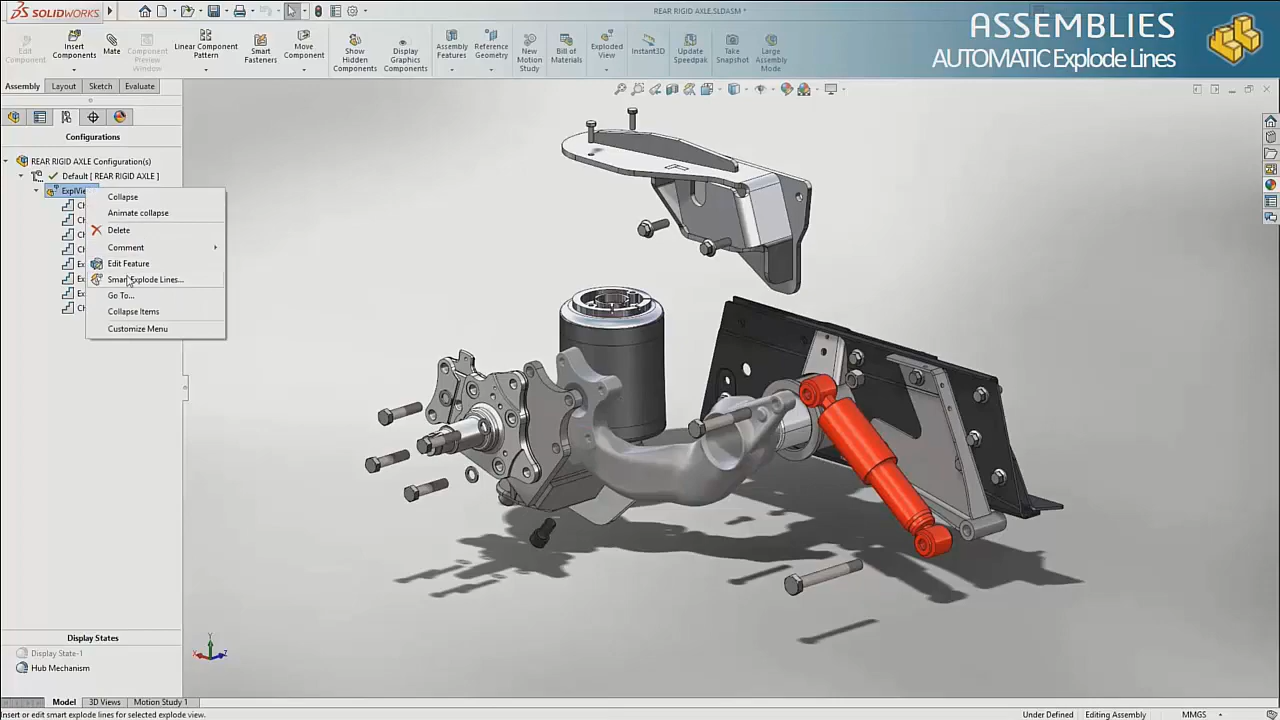 SOLIDWORKS
REAR RIGID AXLE.SLDASM *
ASSEMBLIES
AUTOMATIC Explode Lines
Edit Component
Insert Components
Mate
Component Preview Window
Linear Component Pattern
Smart Fasteners
Move Component
Show Hidden Components
Display Graphics Components
Assembly Features
Reference Geometry
New Motion Study
Bill of Materials
Exploded View
Instant3D
Update Speedpak
Take Snapshot
Large Assembly Mode
Assembly Layout Sketch Evaluate
Configurations
REAR RIGID AXLE Configuration(s)
Default [ REAR RIGID AXLE ]
Collapse
Animate collapse
Delete
Comment
Edit Feature
Smart Explode Lines...
Go To...
Collapse Items
Customize Menu
Display States
Display State-1
Hub Mechanism
Y
X
Z
Model 3D Views Motion Study 1
Insert or edit smart explode lines for selected explode view.
Under Defined Editing Assembly MMGS